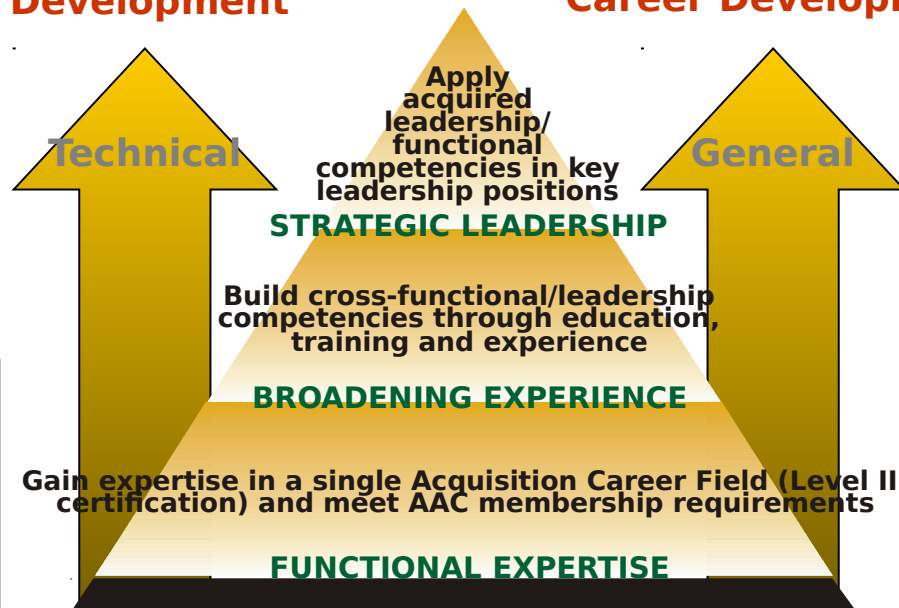 Development
Career Develop
Technical
General
Apply
acquired
leadership/
functional
competencies in key
leadership positions
STRATEGIC LEADERSHIP
Build cross-functional/leadership
competencies through education,
training and experience
BROADENING EXPERIENCE
Gain expertise in a single Acquisition Career Field (Level II
certification) and meet AAC membership requirements
FUNCTIONAL EXPERTISE